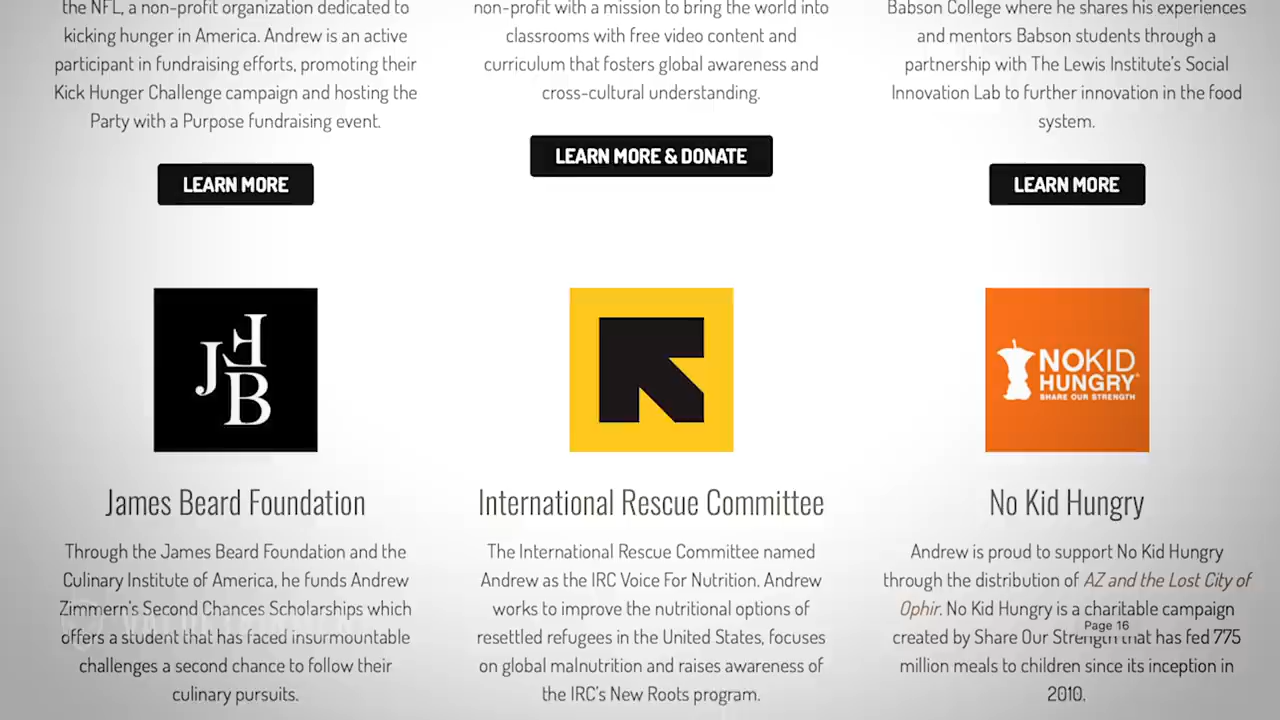 the NFL, a non-profit organization dedicated to
kicking hunger in America. Andrew is an active
participant in fundraising efforts, promoting their
Kick Hunger Challenge campaign and hosting the
Party with a Purpose fundraising event.
LEARN MORE
non-profit with a mission to bring the world into
classrooms with free video content and
curriculum that fosters global awareness and
cross-cultural understanding.
LEARN MORE & DONATE
Babson College where he shares his experiences
and mentors Babson students through a
partnership with The Lewis Institute's Social
Innovation Lab to further innovation in the food
system.
LEARN MORE
JFB
James Beard Foundation
Through the James Beard Foundation and the
Culinary Institute of America, he funds Andrew
Zimmern's Second Chances Scholarships which
offers a student that has faced insurmountable
challenges a second chance to follow their
culinary pursuits.
International Rescue Committee
The International Rescue Committee named
Andrew as the IRC Voice For Nutrition. Andrew
works to improve the nutritional options of
resettled refugees in the United States, focuses
on global malnutrition and raises awareness of
the IRC's New Roots program.
NOKID
HUNGRY®
SHARE OUR STRENGTH
No Kid Hungry
Andrew is proud to support No Kid Hungry
through the distribution of AZ and the Lost City of
Ophir. No Kid Hungry is a charitable campaign
created by Share Our Strength that has fed 775
million meals to children since its inception in
2010.
Page 16